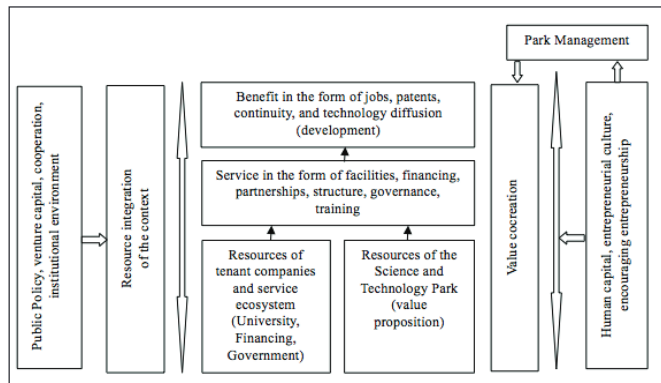 Park Management
Public Policy, venture capital, cooperation,
institutional environment
Resource integration
of the context
Benefit in the form of jobs, patents,
continuity, and technology diffusion
(development)
Service in the form of facilities, financing,
partnerships, structure, governance,
training
Resources of
tenant companies
and service
ecosystem
(University,
Financing,
Government)
Resources of the
Science and
Technology Park
(value
proposition)
Value cocreation
Human capital, entrepreneurial culture,
encouraging entrepreneurship